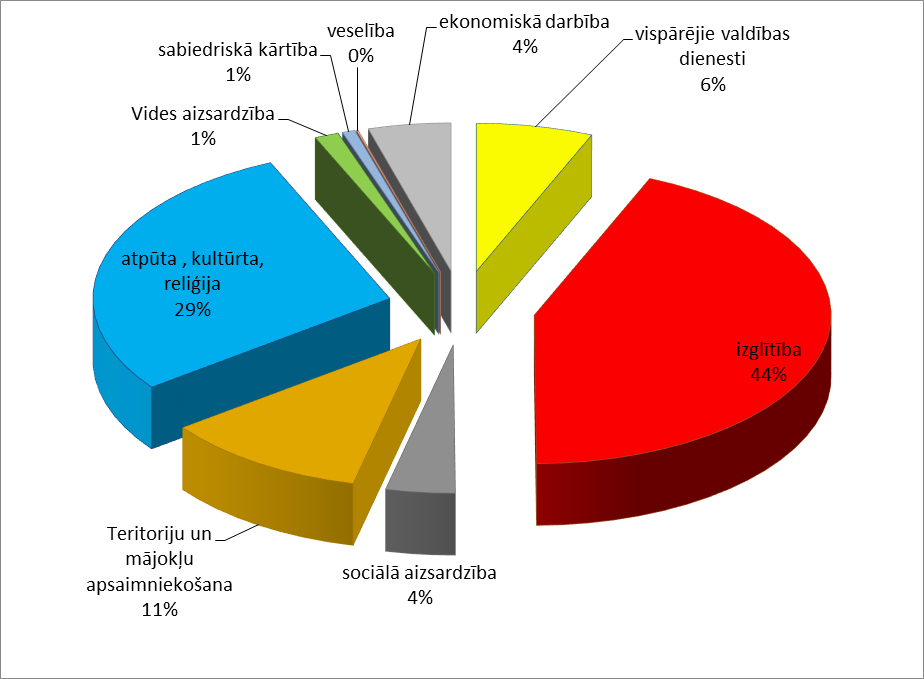 veselība
0%
ekonomiskā darbība
4%
vispārējie valdības
dienesti
6%
sabiedriskā kārtība
1%
Vides aizsardzība
1%
atpūta , kultūrta,
reliģija
29%
izglītība
44%
Teritoriju un
mājokļu
apsaimniekošana
11%
sociālā aizsardzība
4%